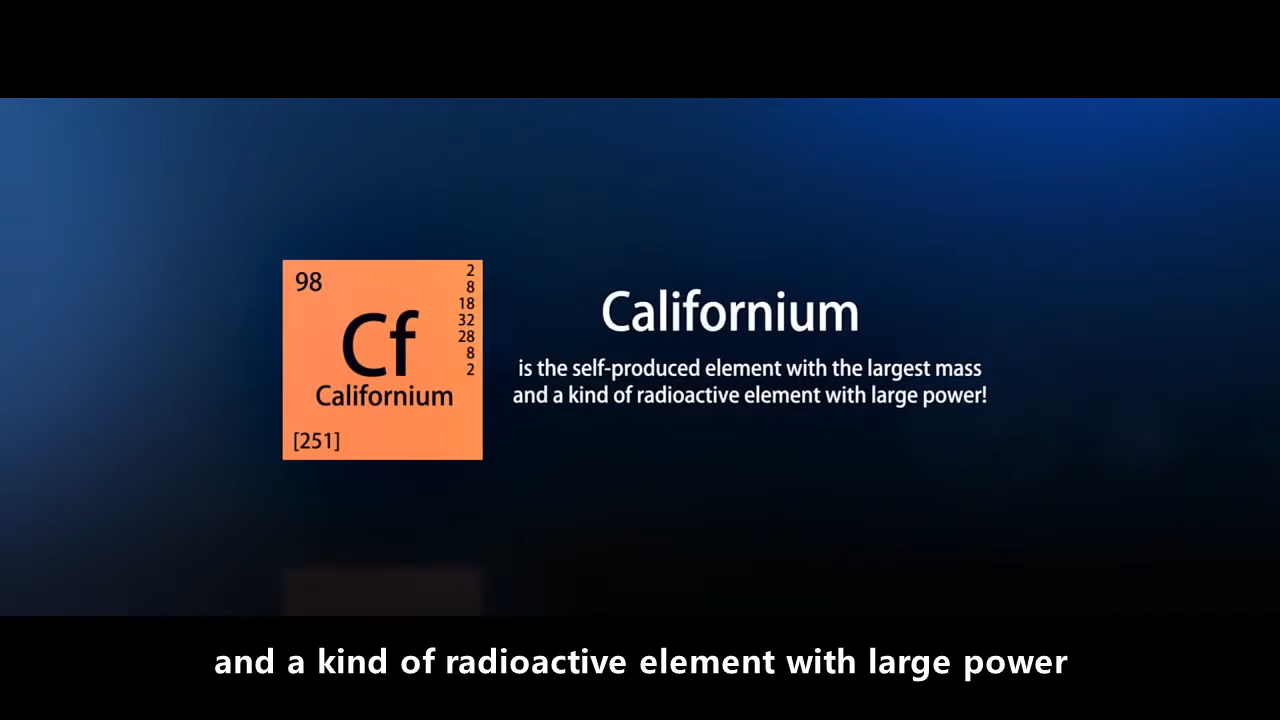 98
2
8
18
32
28
8
2
Cf
Californium
[251]
Californium
is the self-produced element with the largest mass
and a kind of radioactive element with large power!
and a kind of radioactive element with large power